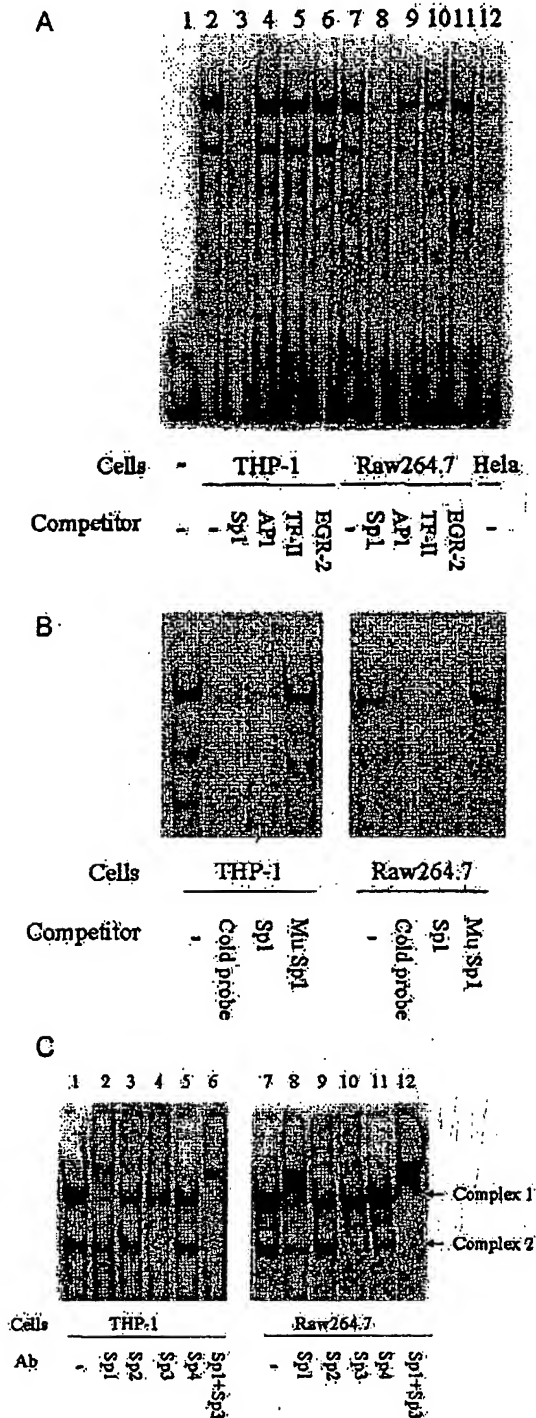 A
1 2 3 4 5 6 7 8 9 10 11 12
Cells - THP-1 Raw264.7 Hela
Competitor - - Sp1 AP1 TF-II EGR-2 - Sp1 AP1 TF-II EGR-2 -
B
Cells THP-1 Raw264.7
Competitor - Cold probe Sp1 Mu Sp1 - Cold probe Sp1 Mu Sp1
C
1 2 3 4 5 6 7 8 9 10 11 12
Complex 1
Complex 2
Cells THP-1 Raw264.7
Ab - Sp1 Sp2 Sp3 Sp4 Sp1+Sp3 - Sp1 Sp2 Sp3 Sp4 Sp1+Sp3